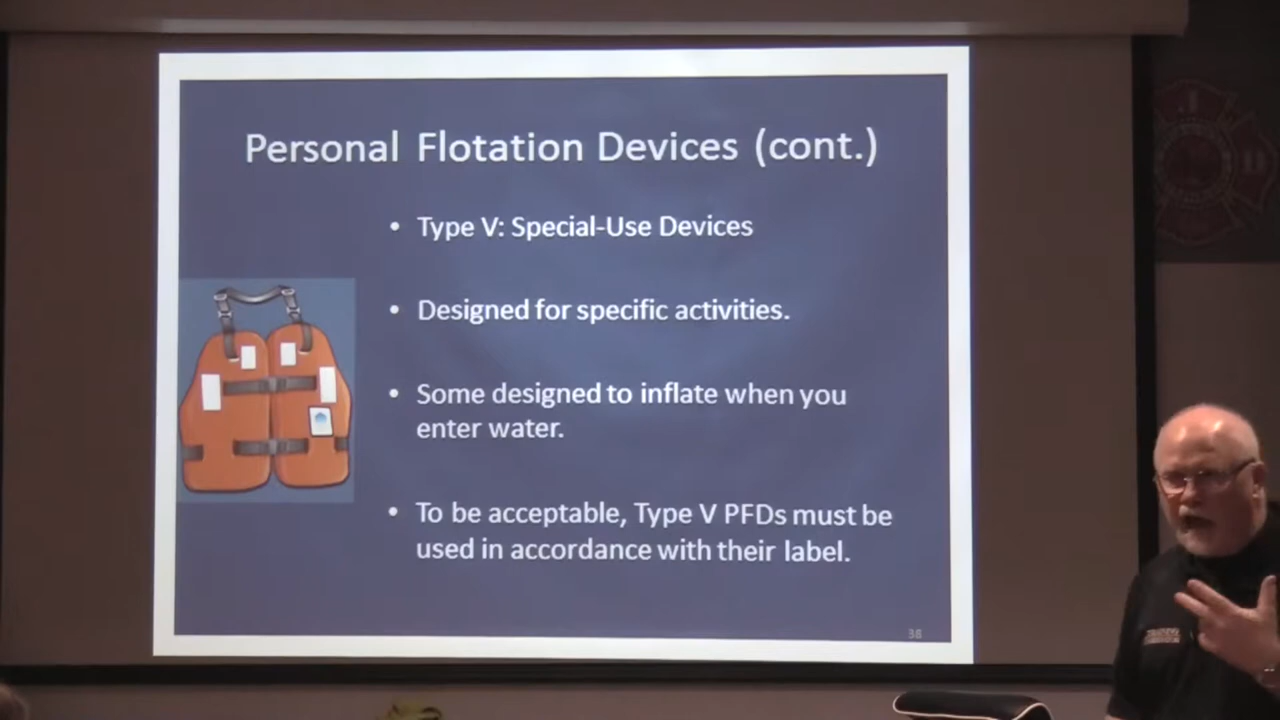 Personal Flotation Devices (cont.)
• Type V: Special-Use Devices
• Designed for specific activities.
• Some designed to inflate when you
enter water.
• To be acceptable, Type V PFDs must be
used in accordance with their label.
38